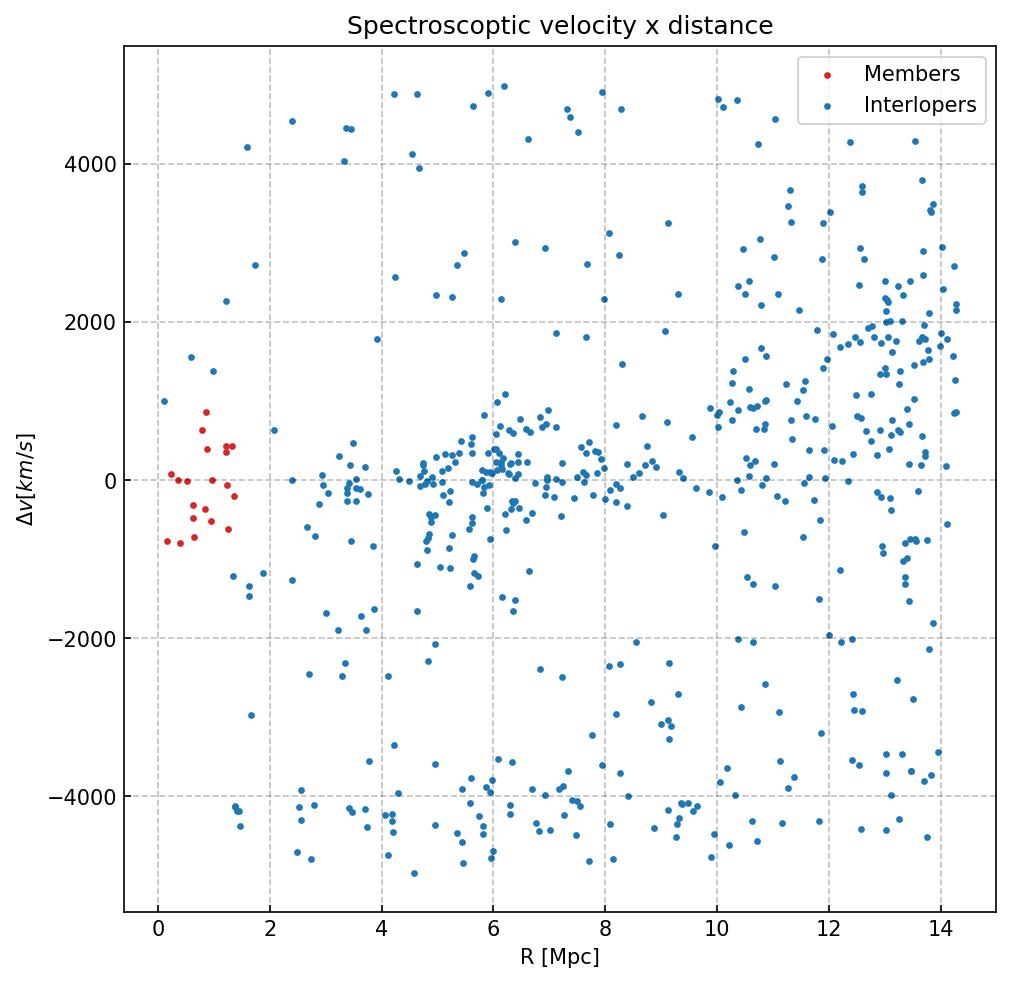 Spectroscoptic velocity x distance
Members
Interlopers
4000
2000
0
−2000
−4000
Δv[km/s]
0 2 4 6 8 10 12 14
R [Mpc]